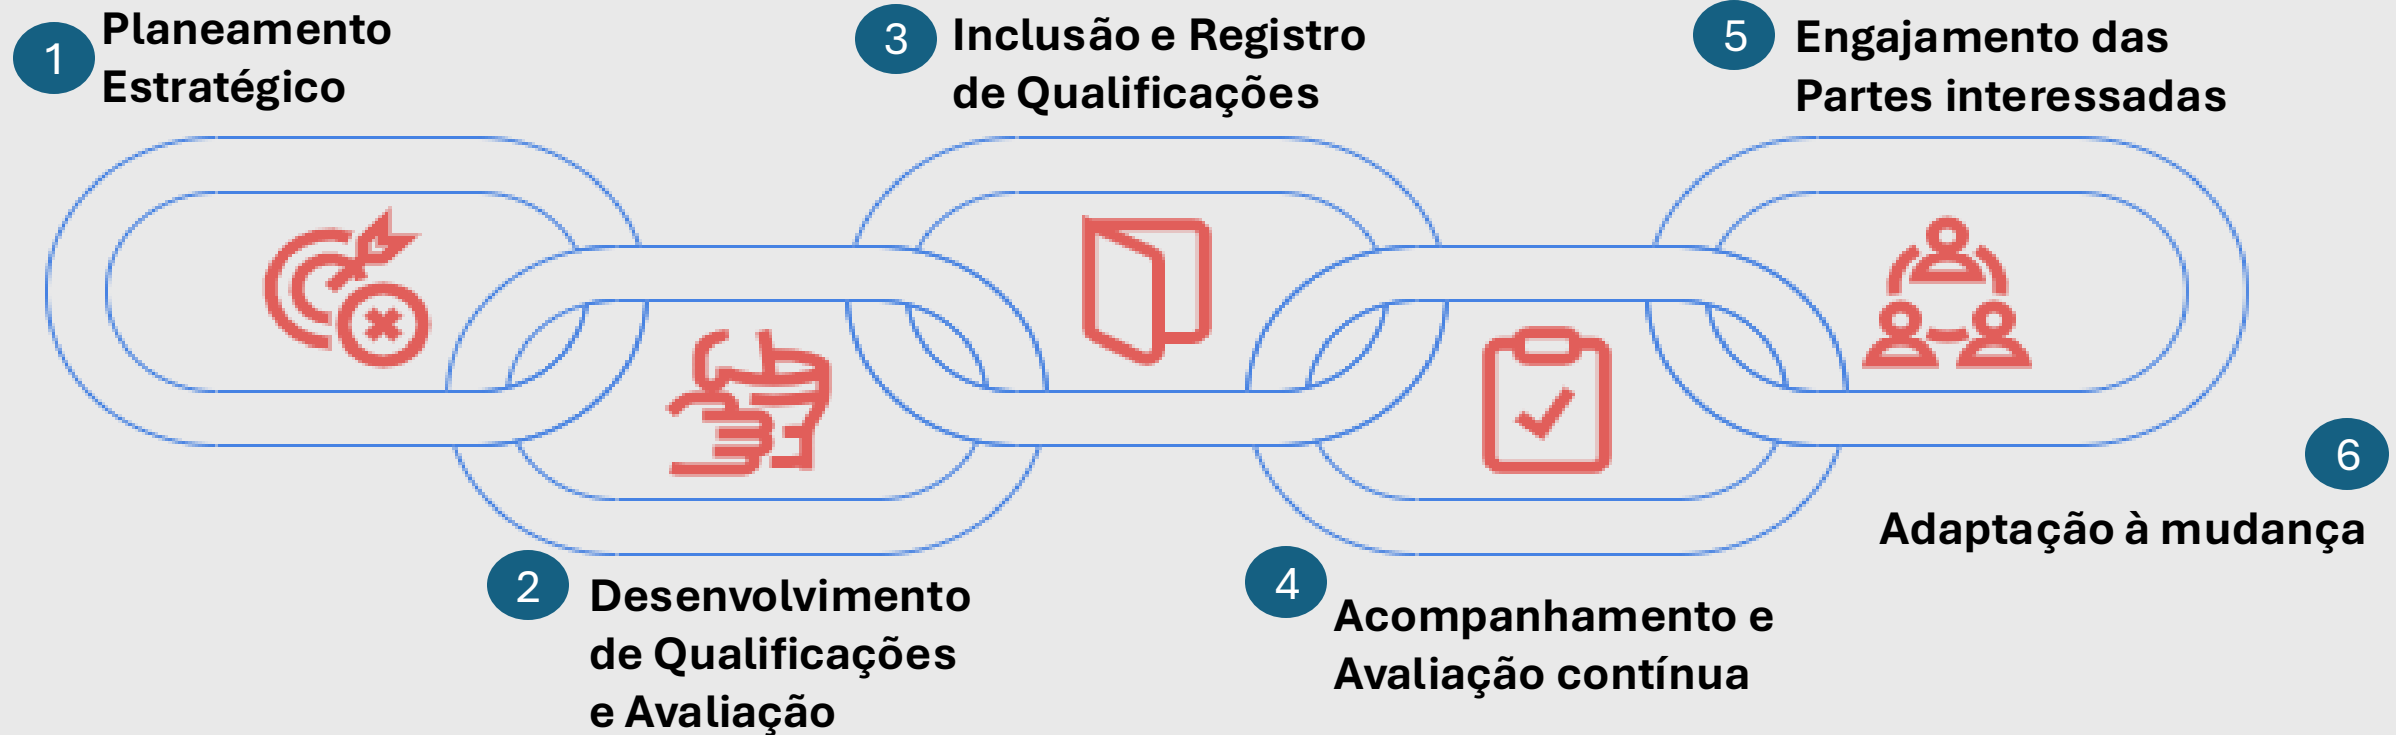 1
Planeamento
Estratégico
2
Desenvolvimento
de Qualificações
e Avaliação
3
Inclusão e Registro
de Qualificações
4
Acompanhamento e
Avaliação contínua
5
Engajamento das
Partes interessadas
6
Adaptação à mudança